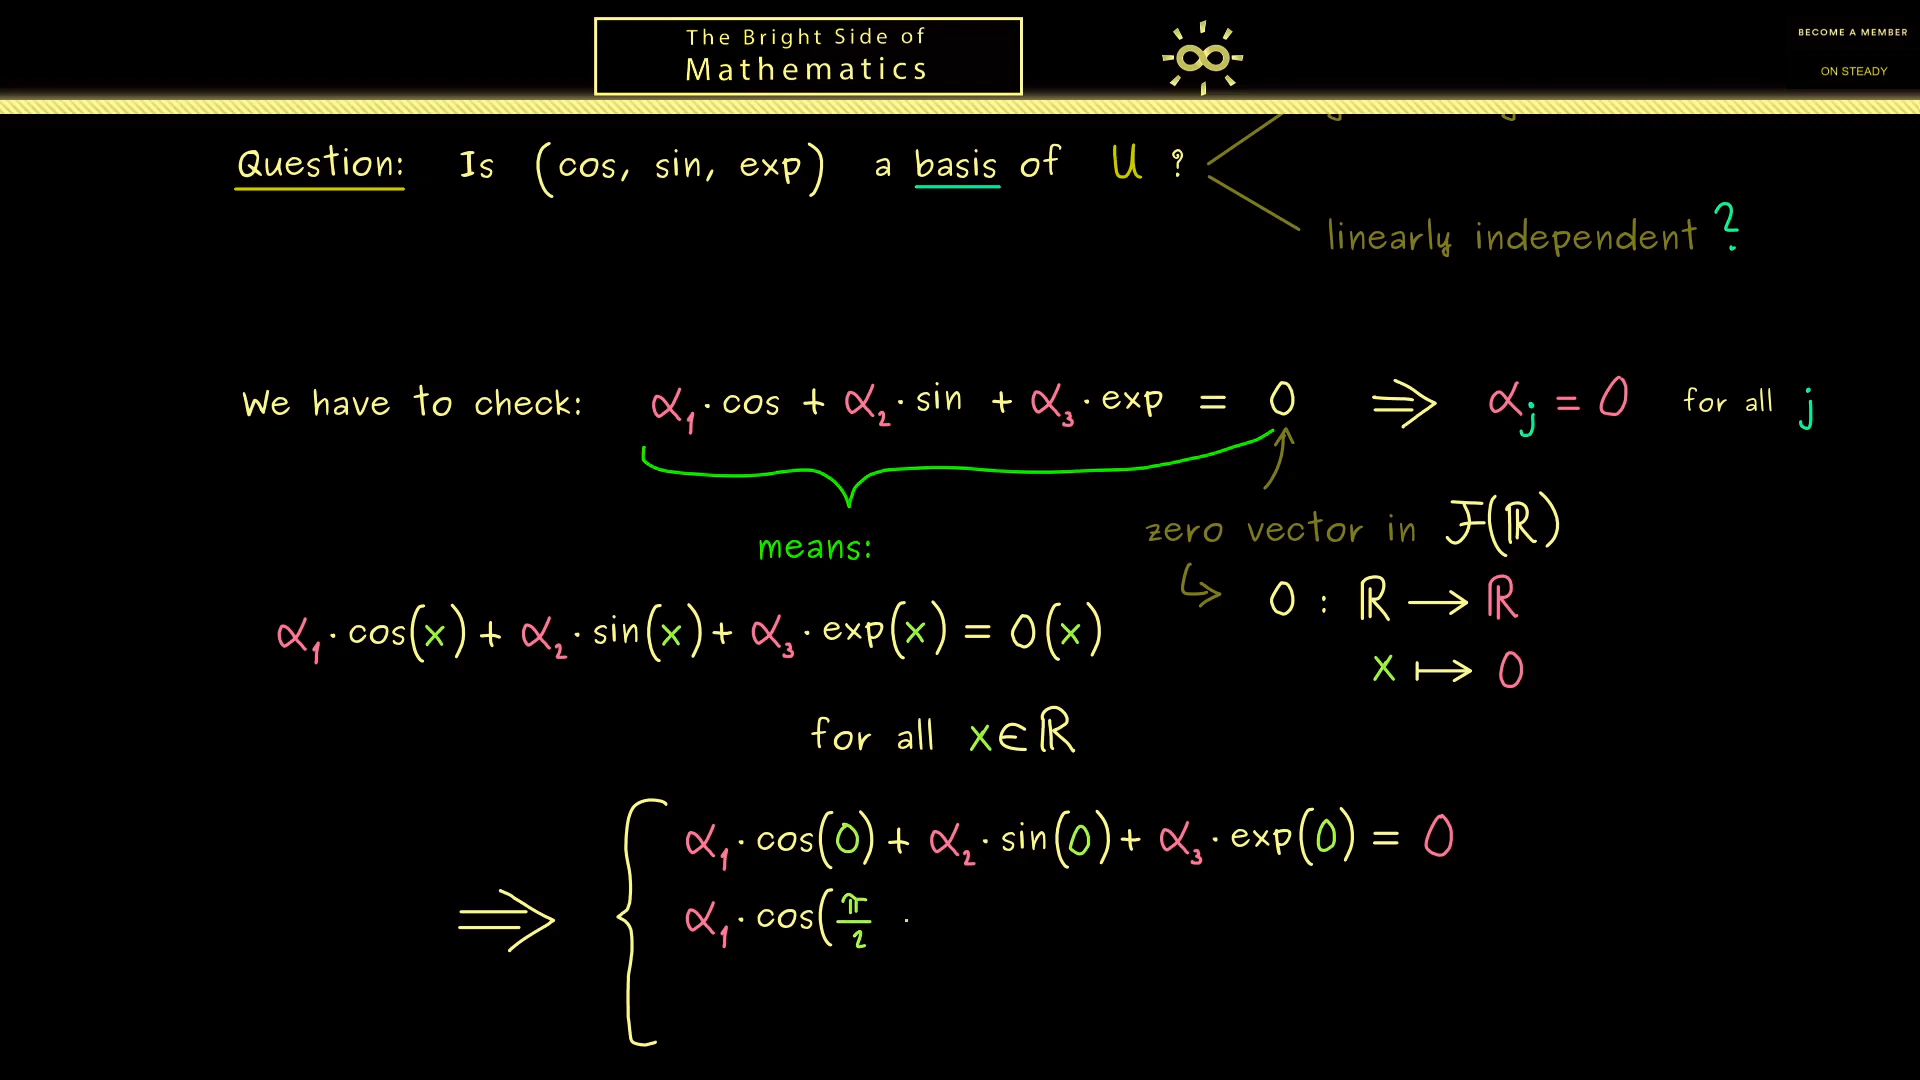 The Bright Side of
Mathematics
BECOME A MEMBER
ON STEADY
Question: Is (cos, sin, exp) a basis of U ?
linearly independent ?
We have to check: α₁ · cos + α₂ · sin + α₃ · exp = 0 ⟹ αⱼ = 0 for all j
means:
zero vector in ℱ(ℝ)
0 : ℝ ⟶ ℝ
x ⟼ 0
α₁ · cos(x) + α₂ · sin(x) + α₃ · exp(x) = 0(x)
for all x ∈ ℝ
⟹ { α₁ · cos(0) + α₂ · sin(0) + α₃ · exp(0) = 0
α₁ · cos(π/2